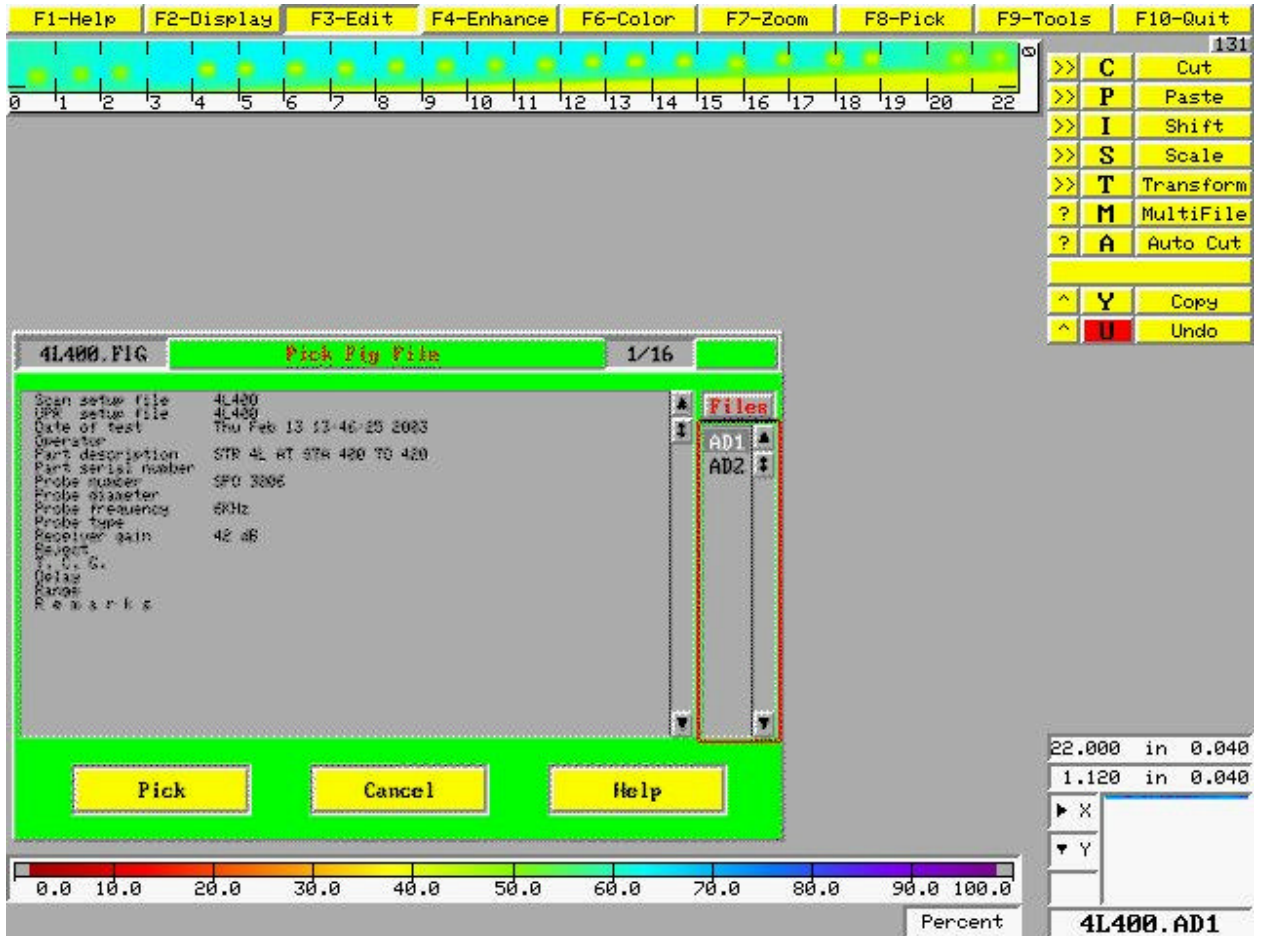 F1-Help F2-Display F3-Edit F4-Enhance F6-Color F7-Zoom F8-Pick F9-Tools F10-Quit
131
0 1 2 3 4 5 6 7 8 9 10 11 12 13 14 15 16 17 18 19 20 22
>> C Cut
>> P Paste
>> I Shift
>> S Scale
>> T Transform
? M MultiFile
? A Auto Cut
^ Y Copy
^ U Undo
4L400.FIG Pick Fig File 1/16
Scan setup file 4L400
UPR setup file 4L400
Date of test Thu Feb 13 13-46-25 2003
Operator
Part description STR 4L AT STA 400 TO 420
Part serial number
Probe number SPO 3806
Probe diameter
Probe frequency 6KHz
Probe type
Receiver gain 42 dB
Reject
T. C. G.
Delay
Range
R e m a r k s
Files
AD1
AD2
Pick Cancel Help
22.000 in 0.040
1.120 in 0.040
X
Y
0.0 10.0 20.0 30.0 40.0 50.0 60.0 70.0 80.0 90.0 100.0
Percent
4L400.AD1